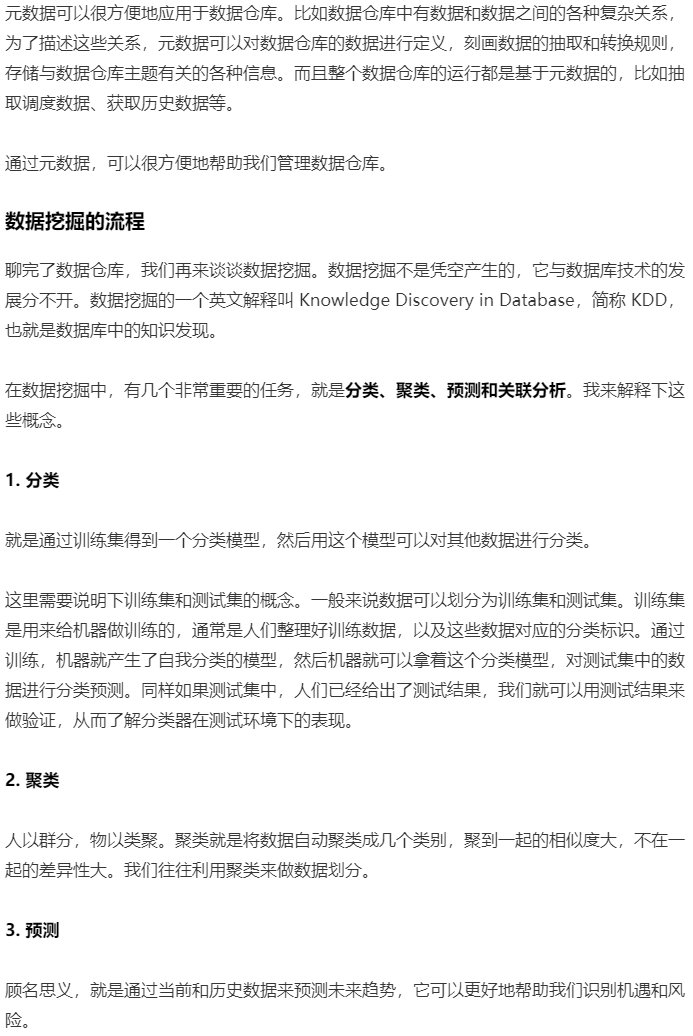 元数据可以很方便地应用于数据仓库。比如数据仓库中有数据和数据之间的各种复杂关系，
为了描述这些关系，元数据可以对数据仓库的数据进行定义，刻画数据的抽取和转换规则，
存储与数据仓库主题有关的各种信息。而且整个数据仓库的运行都是基于元数据的，比如抽
取调度数据、获取历史数据等。
通过元数据，可以很方便地帮助我们管理数据仓库。
数据挖掘的流程
聊完了数据仓库，我们再来谈谈数据挖掘。数据挖掘不是凭空产生的，它与数据库技术的发
展分不开。数据挖掘的一个英文解释叫 Knowledge Discovery in Database，简称 KDD，
也就是数据库中的知识发现。
在数据挖掘中，有几个非常重要的任务，就是分类、聚类、预测和关联分析。我来解释下这
些概念。
1. 分类
就是通过训练集得到一个分类模型，然后用这个模型可以对其他数据进行分类。
这里需要说明下训练集和测试集的概念。一般来说数据可以划分为训练集和测试集。训练集
是用来给机器做训练的，通常是人们整理好训练数据，以及这些数据对应的分类标识。通过
训练，机器就产生了自我分类的模型，然后机器就可以拿着这个分类模型，对测试集中的数
据进行分类预测。同样如果测试集中，人们已经给出了测试结果，我们就可以用测试结果来
做验证，从而了解分类器在测试环境下的表现。
2. 聚类
人以群分，物以类聚。聚类就是将数据自动聚类成几个类别，聚到一起的相似度大，不在一
起的差异性大。我们往往利用聚类来做数据划分。
3. 预测
顾名思义，就是通过当前和历史数据来预测未来趋势，它可以更好地帮助我们识别机遇和风
险。